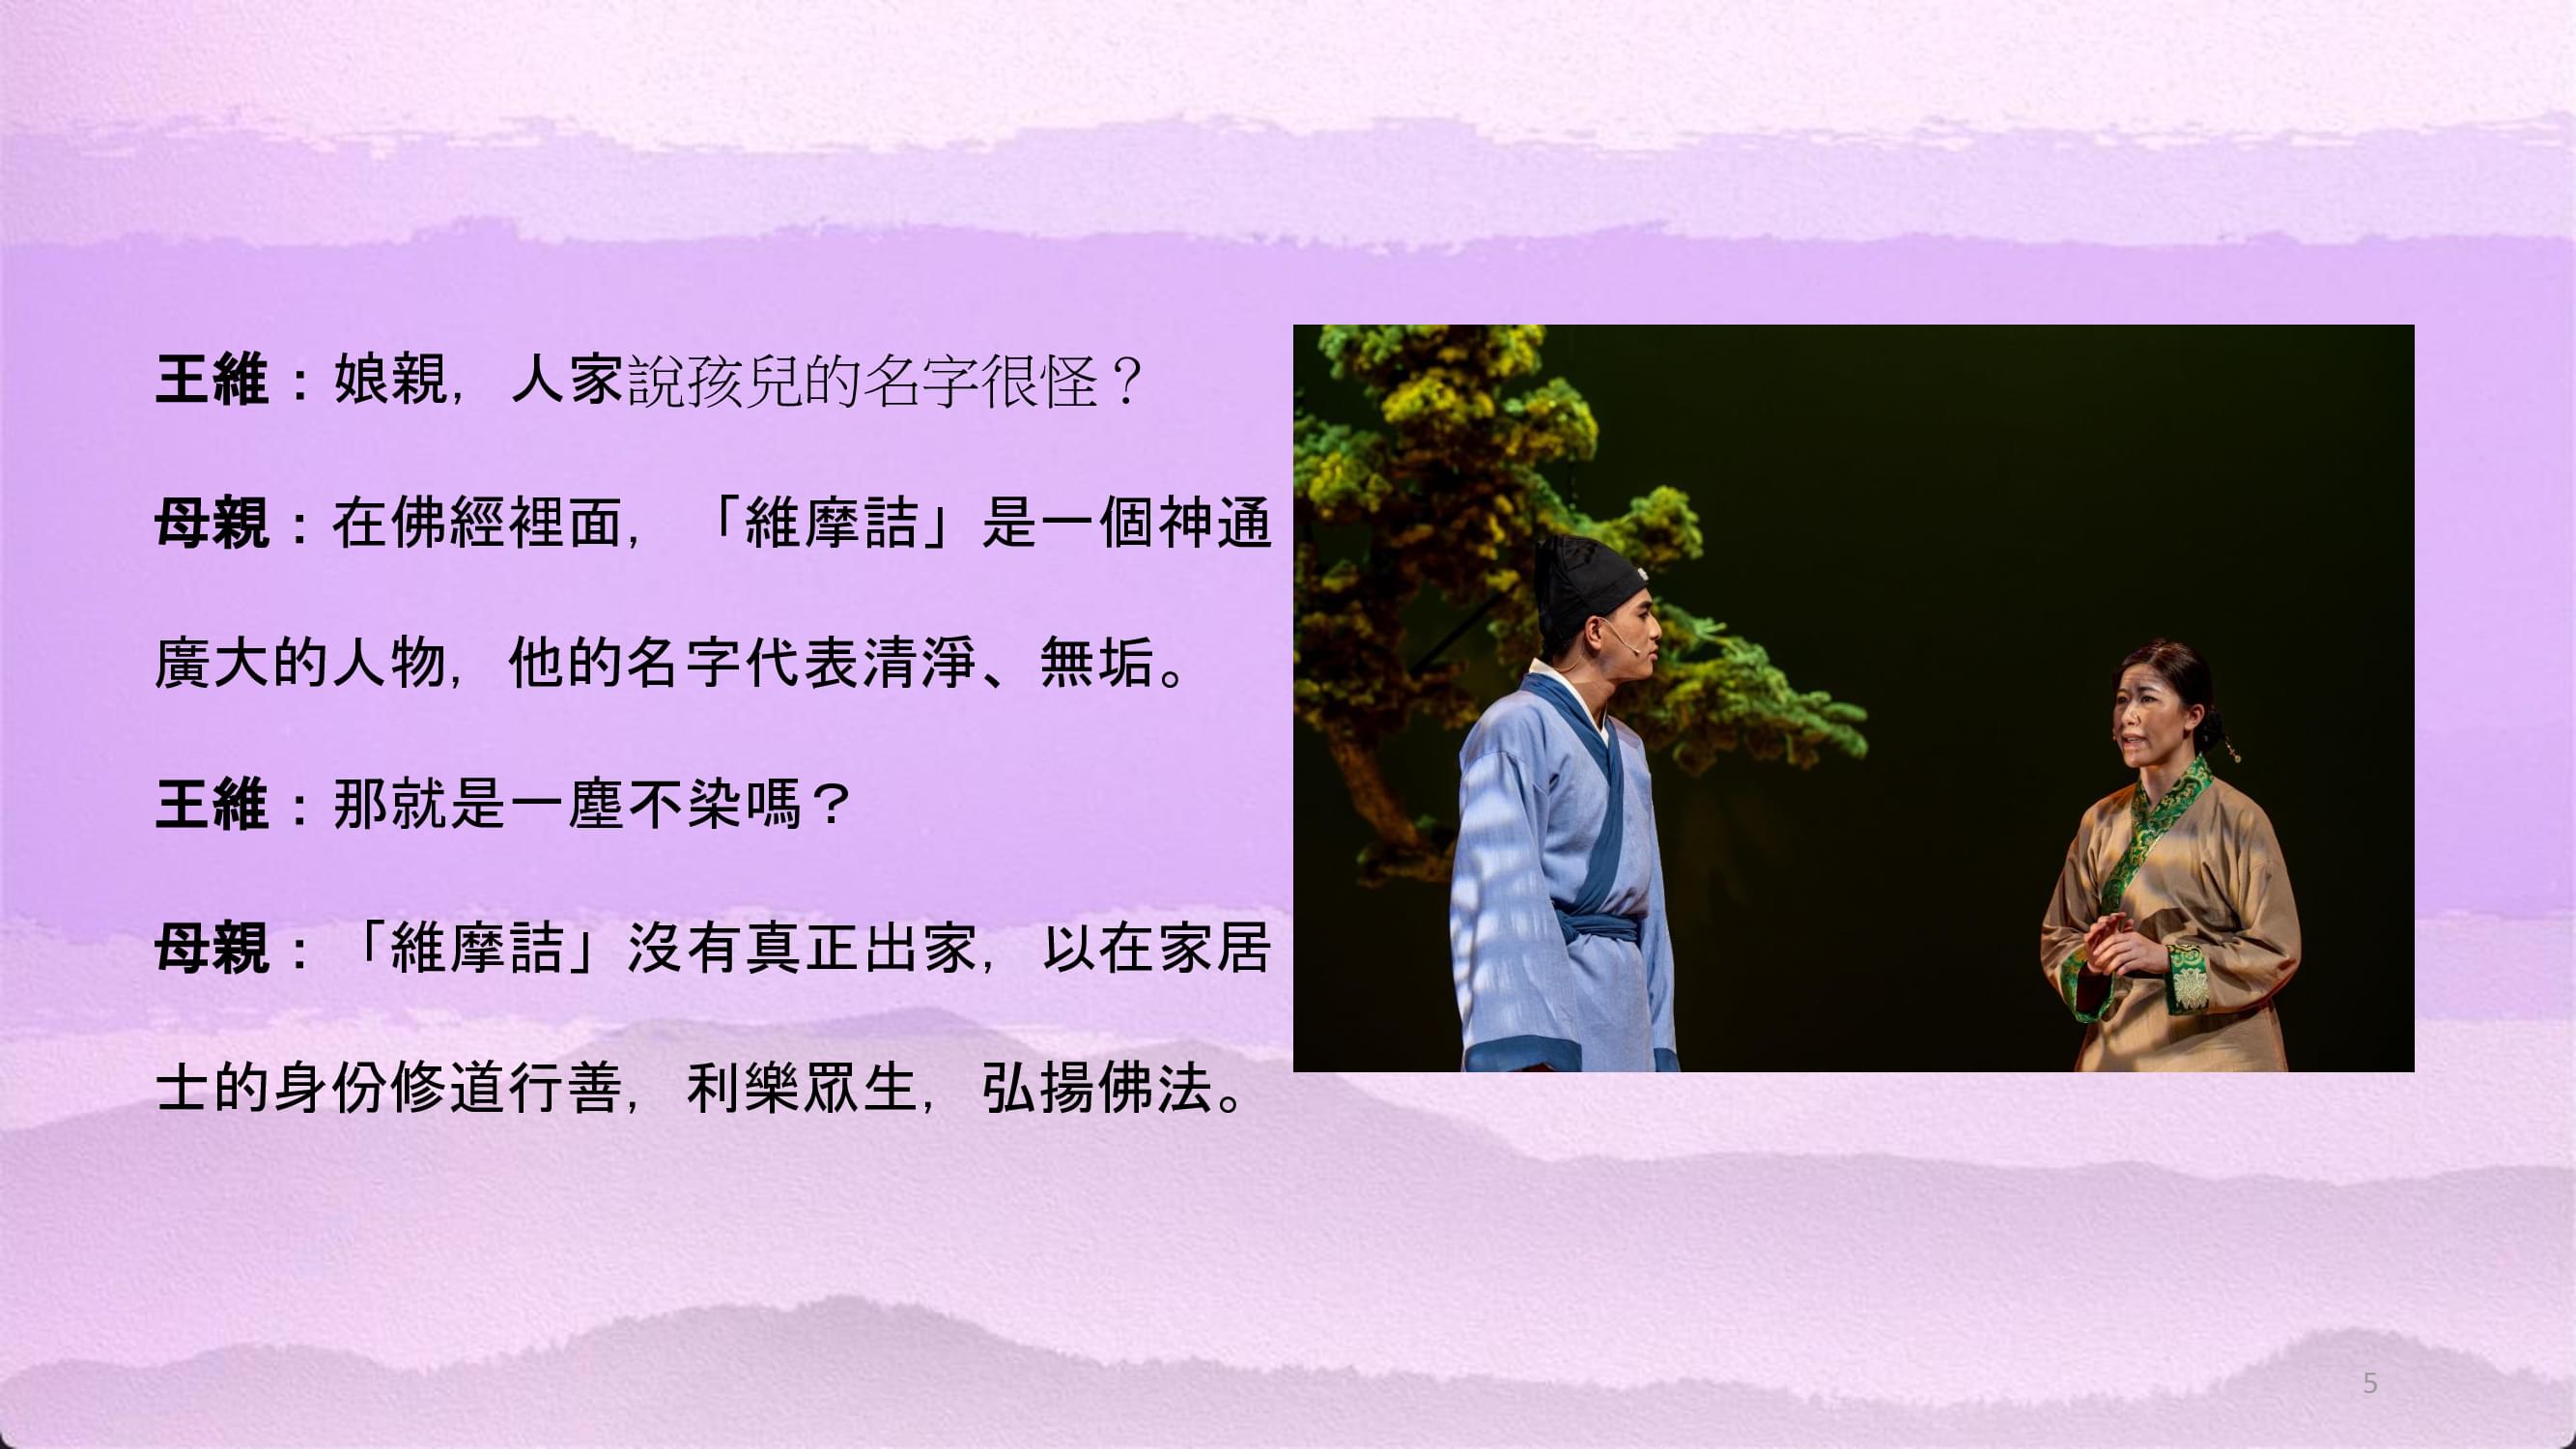 王維：娘親，人家說孩兒的名字很怪？
母親：在佛經裡面，「維摩詰」是一個神通
廣大的人物，他的名字代表清淨、無垢。
王維：那就是一塵不染嗎？
母親：「維摩詰」沒有真正出家，以在家居
士的身份修道行善，利樂眾生，弘揚佛法。
5